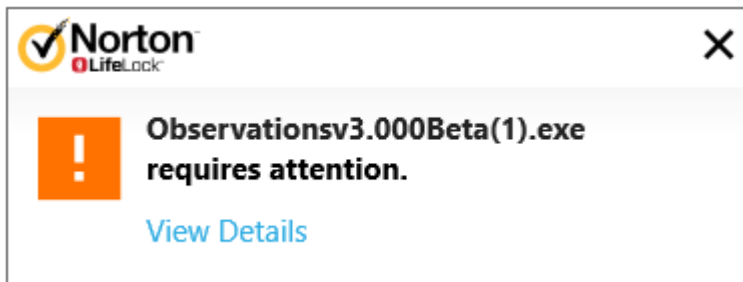 Norton
LifeLock
Observationsv3.000Beta(1).exe
requires attention.
View Details